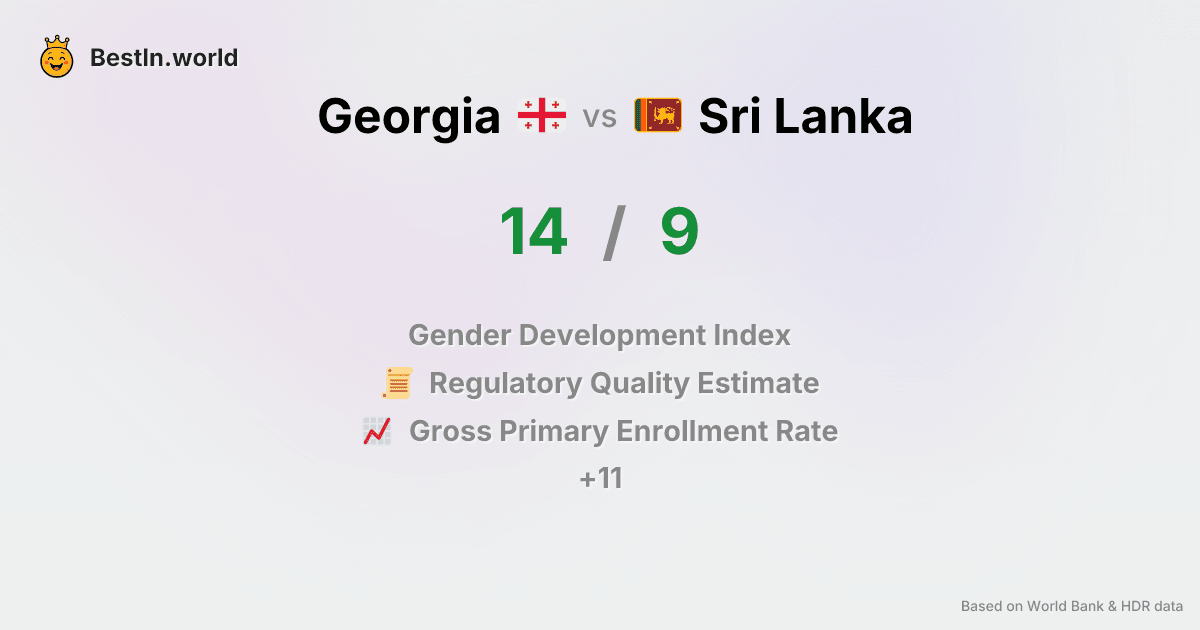 BestIn.world
Georgia vs Sri Lanka
14 / 9
Gender Development Index
Regulatory Quality Estimate
Gross Primary Enrollment Rate
+11
Based on World Bank & HDR data